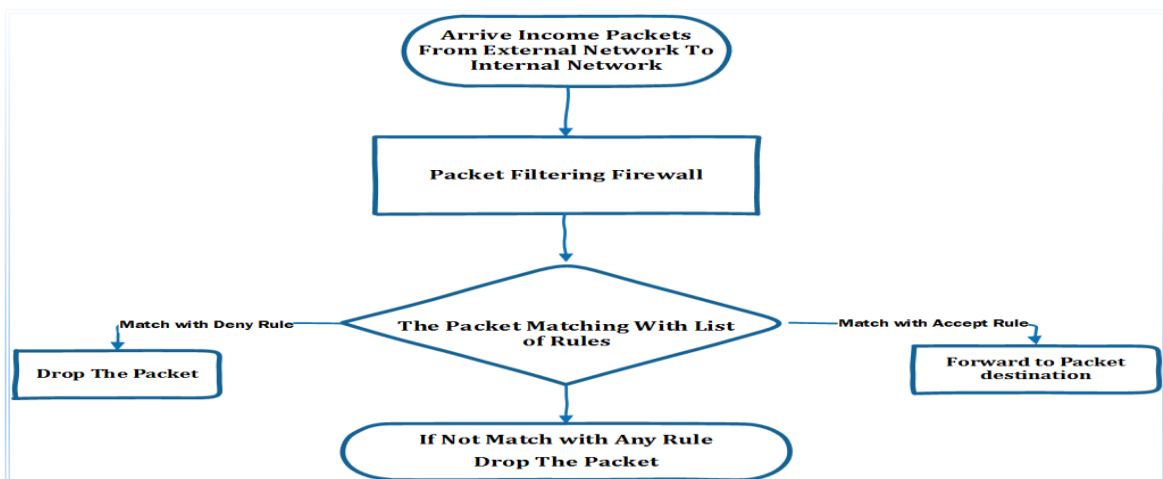 Arrive Income Packets
From External Network To
Internal Network
Packet Filtering Firewall
Match with Deny Rule
The Packet Matching With List
of Rules
Match with Accept Rule
Drop The Packet
Forward to Packet
destination
If Not Match with Any Rule
Drop The Packet